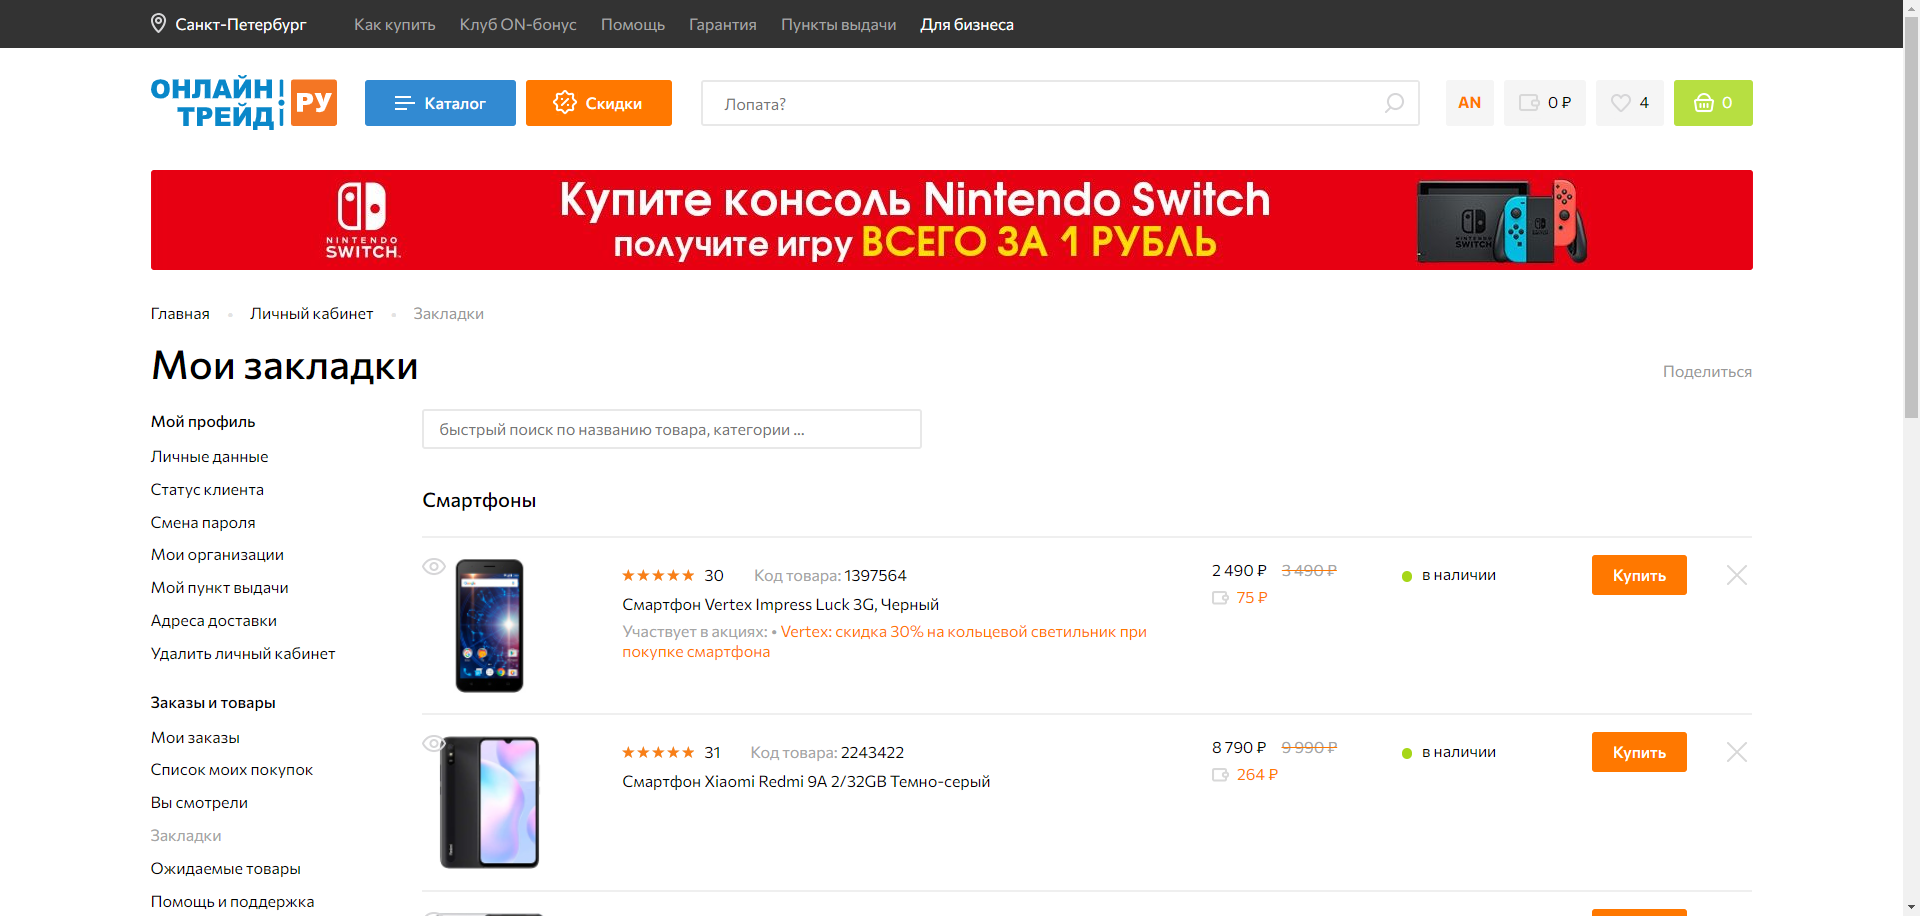 Санкт-Петербург Как купить Клуб ON-бонус Помощь Гарантия Пункты выдачи Для бизнеса
ОНЛАЙН ТРЕЙД РУ
Каталог
Скидки
Лопата?
AN
0 ₽
4
0
NINTENDO SWITCH.
Купите консоль Nintendo Switch
получите игру ВСЕГО ЗА 1 РУБЛЬ
NINTENDO SWITCH
Главная • Личный кабинет • Закладки
Мои закладки
Поделиться
Мой профиль
Личные данные
Статус клиента
Смена пароля
Мои организации
Мой пункт выдачи
Адреса доставки
Удалить личный кабинет
Заказы и товары
Мои заказы
Список моих покупок
Вы смотрели
Закладки
Ожидаемые товары
Помощь и поддержка
быстрый поиск по названию товара, категории ...
Смартфоны
30 Код товара: 1397564
Смартфон Vertex Impress Luck 3G, Черный
Участвует в акциях: • Vertex: скидка 30% на кольцевой светильник при
покупке смартфона
2 490 ₽ 3 490 ₽
75 ₽
в наличии
Купить
31 Код товара: 2243422
Смартфон Xiaomi Redmi 9A 2/32GB Темно-серый
8 790 ₽ 9 990 ₽
264 ₽
в наличии
Купить